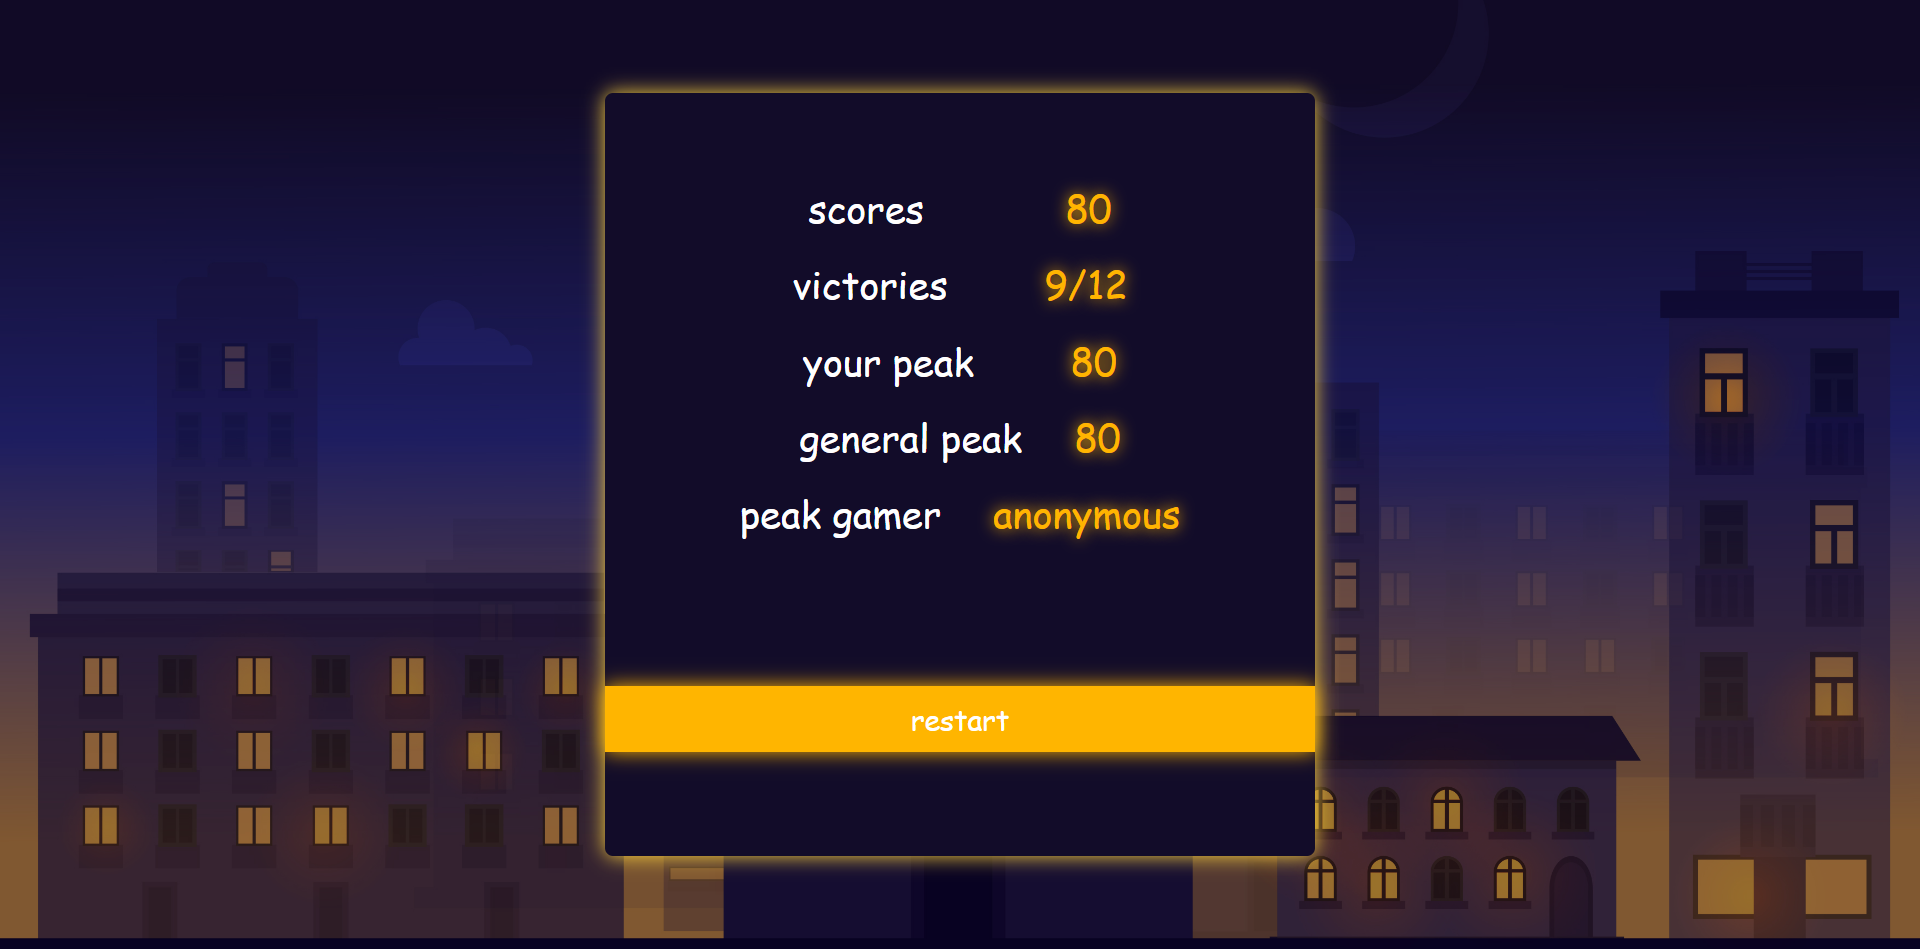 scores 80
victories 9/12
your peak 80
general peak 80
peak gamer anonymous
restart